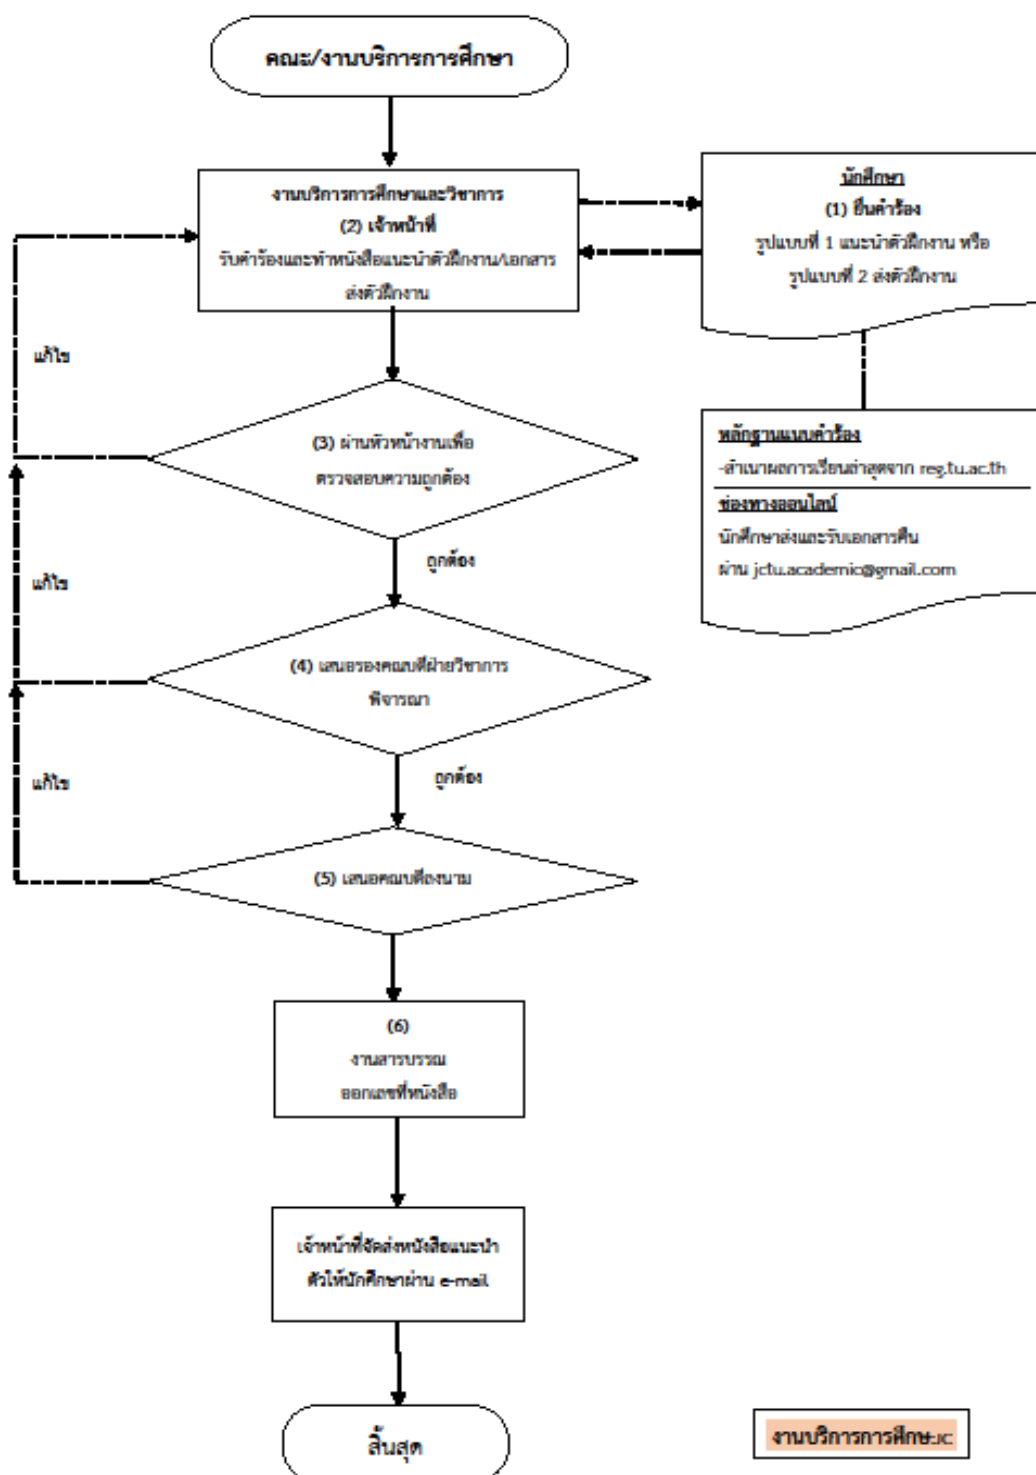 คณะ/งานบริการการศึกษา
งานบริการการศึกษาและวิชาการ
(2) เจ้าหน้าที่
รับคำร้องและทำหนังสือแนะนำตัวฝึกงาน/เอกสาร
ส่งตัวฝึกงาน
นักศึกษา
(1) ยื่นคำร้อง
รูปแบบที่ 1 แนะนำตัวฝึกงาน หรือ
รูปแบบที่ 2 ส่งตัวฝึกงาน
แก้ไข
(3) ผ่านหัวหน้างานเพื่อ
ตรวจสอบความถูกต้อง
หลักฐานแนบคำร้อง
-สำเนาผลการเรียนล่าสุดจาก reg.tu.ac.th
ช่องทางออนไลน์
นักศึกษาส่งและรับเอกสารคืน
ผ่าน jctu.academic@gmail.com
ถูกต้อง
แก้ไข
(4) เสนอรองคณบดีฝ่ายวิชาการ
พิจารณา
ถูกต้อง
แก้ไข
(5) เสนอคณบดีลงนาม
(6)
งานสารบรรณ
ออกเลขที่หนังสือ
เจ้าหน้าที่จัดส่งหนังสือแนะนำ
ตัวให้นักศึกษาผ่าน e-mail
สิ้นสุด
งานบริการการศึกษ:JC